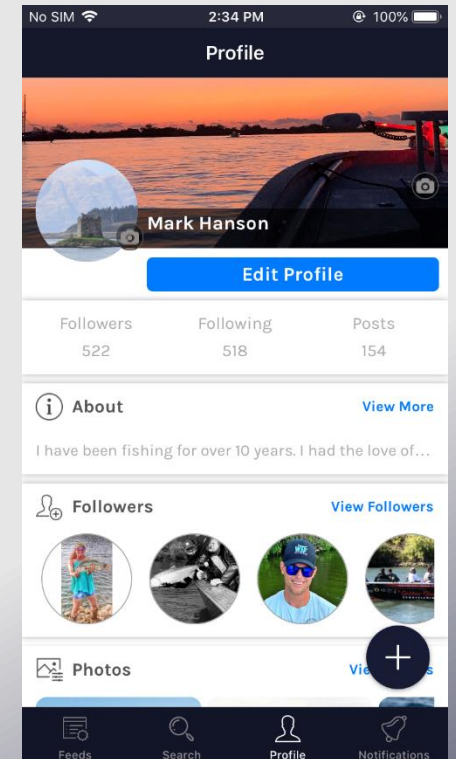 No SIM 2:34 PM 100%
Profile
Mark Hanson
Edit Profile
Followers Following Posts
522 518 154
About View More
I have been fishing for over 10 years. I had the love of...
Followers View Followers
Photos
Feeds Search Profile Notifications